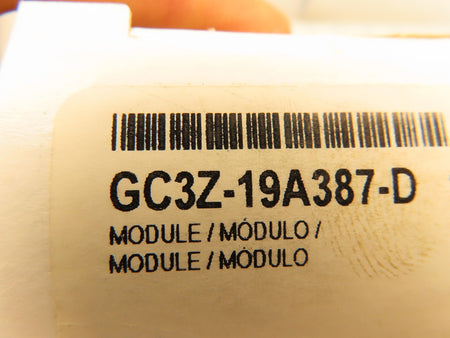 GC3Z-19A387-D
MODULE / MÓDULO /
MODULE / MÓDULO